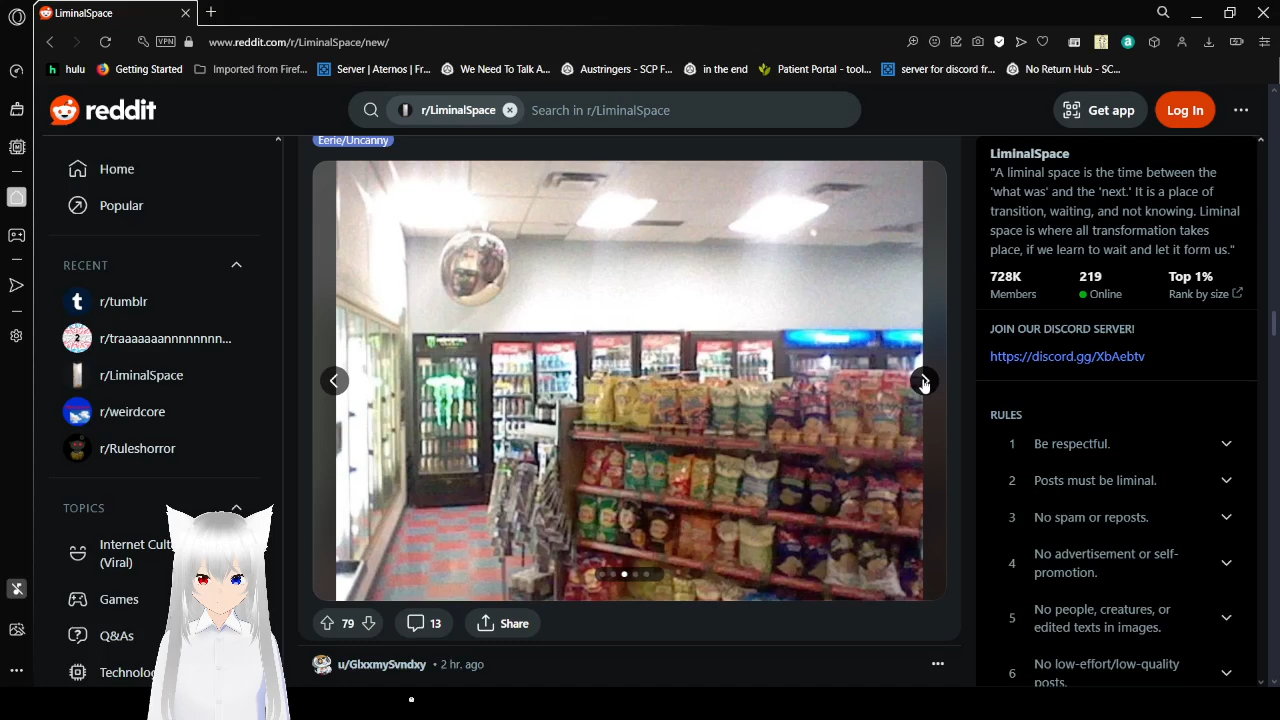 LiminalSpace
VPN
www.reddit.com/r/LiminalSpace/new/
hulu
Getting Started
Imported from Firef...
Server | Aternos | Fr...
We Need To Talk A...
Austringers - SCP F...
in the end
Patient Portal - tool...
server for discord fr...
No Return Hub - SC...
reddit
r/LiminalSpace
Search in r/LiminalSpace
Get app
Log In
Home
Popular
RECENT
r/tumblr
r/traaaaaaannnnnnnn...
r/LiminalSpace
r/weirdcore
r/Ruleshorror
TOPICS
Internet Cult
(Viral)
Games
Q&As
Technolo
Eerie/Uncanny
79
13
Share
u/GlxxmySvndxy • 2 hr. ago
LiminalSpace
"A liminal space is the time between the
'what was' and the 'next.' It is a place of
transition, waiting, and not knowing. Liminal
space is where all transformation takes
place, if we learn to wait and let it form us."
728K
Members
219
Online
Top 1%
Rank by size
JOIN OUR DISCORD SERVER!
https://discord.gg/XbAebtv
RULES
1 Be respectful.
2 Posts must be liminal.
3 No spam or reposts.
4 No advertisement or self-
promotion.
5 No people, creatures, or
edited texts in images.
6 No low-effort/low-quality
posts.